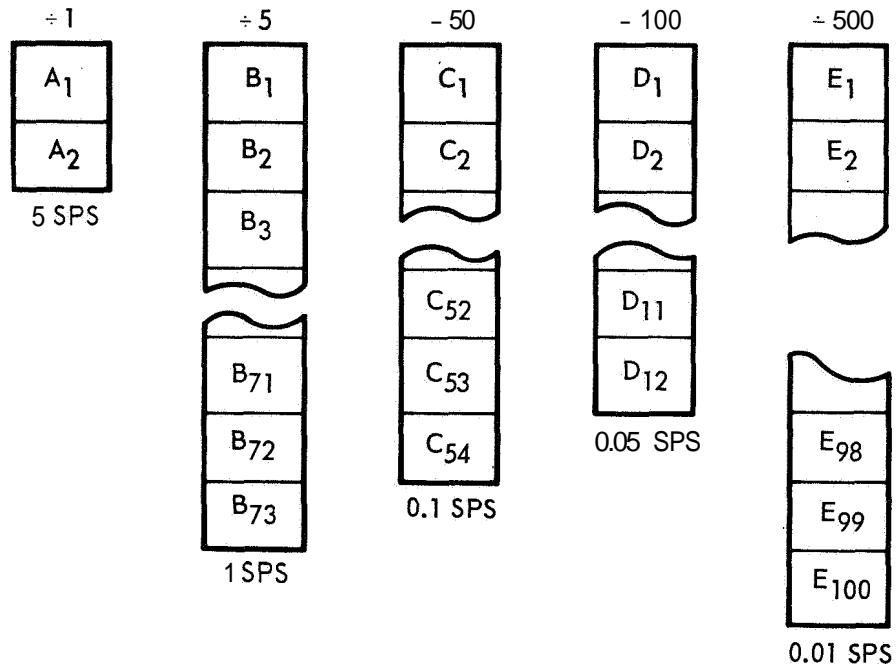 ÷ 1
÷ 5
– 50
– 100
÷ 500
A1
A2
5 SPS
B1
B2
B3
B71
B72
B73
1 SPS
C1
C2
C52
C53
C54
0.1 SPS
D1
D2
D11
D12
0.05 SPS
E1
E2
E98
E99
E100
0.01 SPS